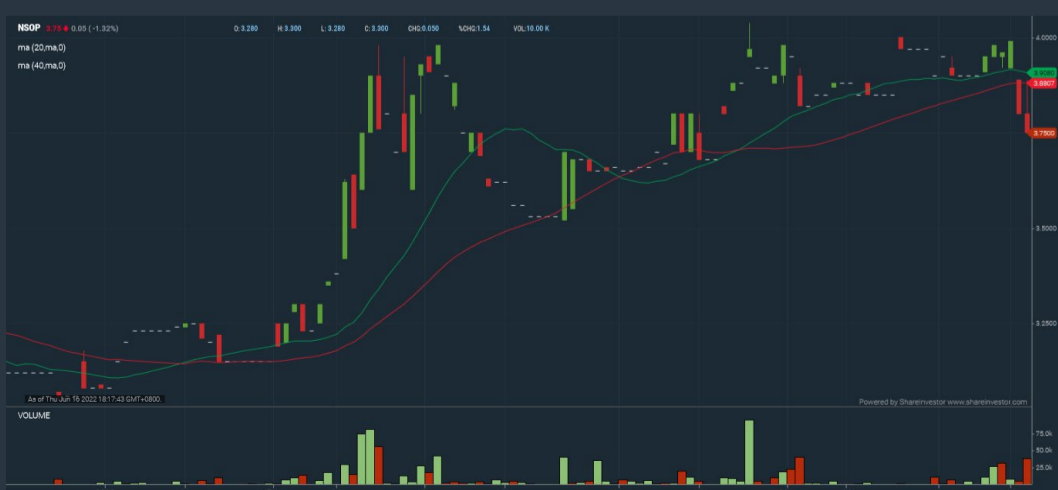 NSOP 3.75 0.05 (-1.32%) O: 3.280 H: 3.300 L: 3.280 C: 3.300 CHG:0.050 %CHG:1.54 VOL:10.00 K
ma (20,ma,0)
ma (40,ma,0)
4.0000
3.8807
3.7500
3.5000
3.2500
As of Thu Jun 16 2022 18:17:43 GMT+0800.
Powered by ShareInvestor www.shareinvestor.com
VOLUME
75.0k
50.0k
25.0k